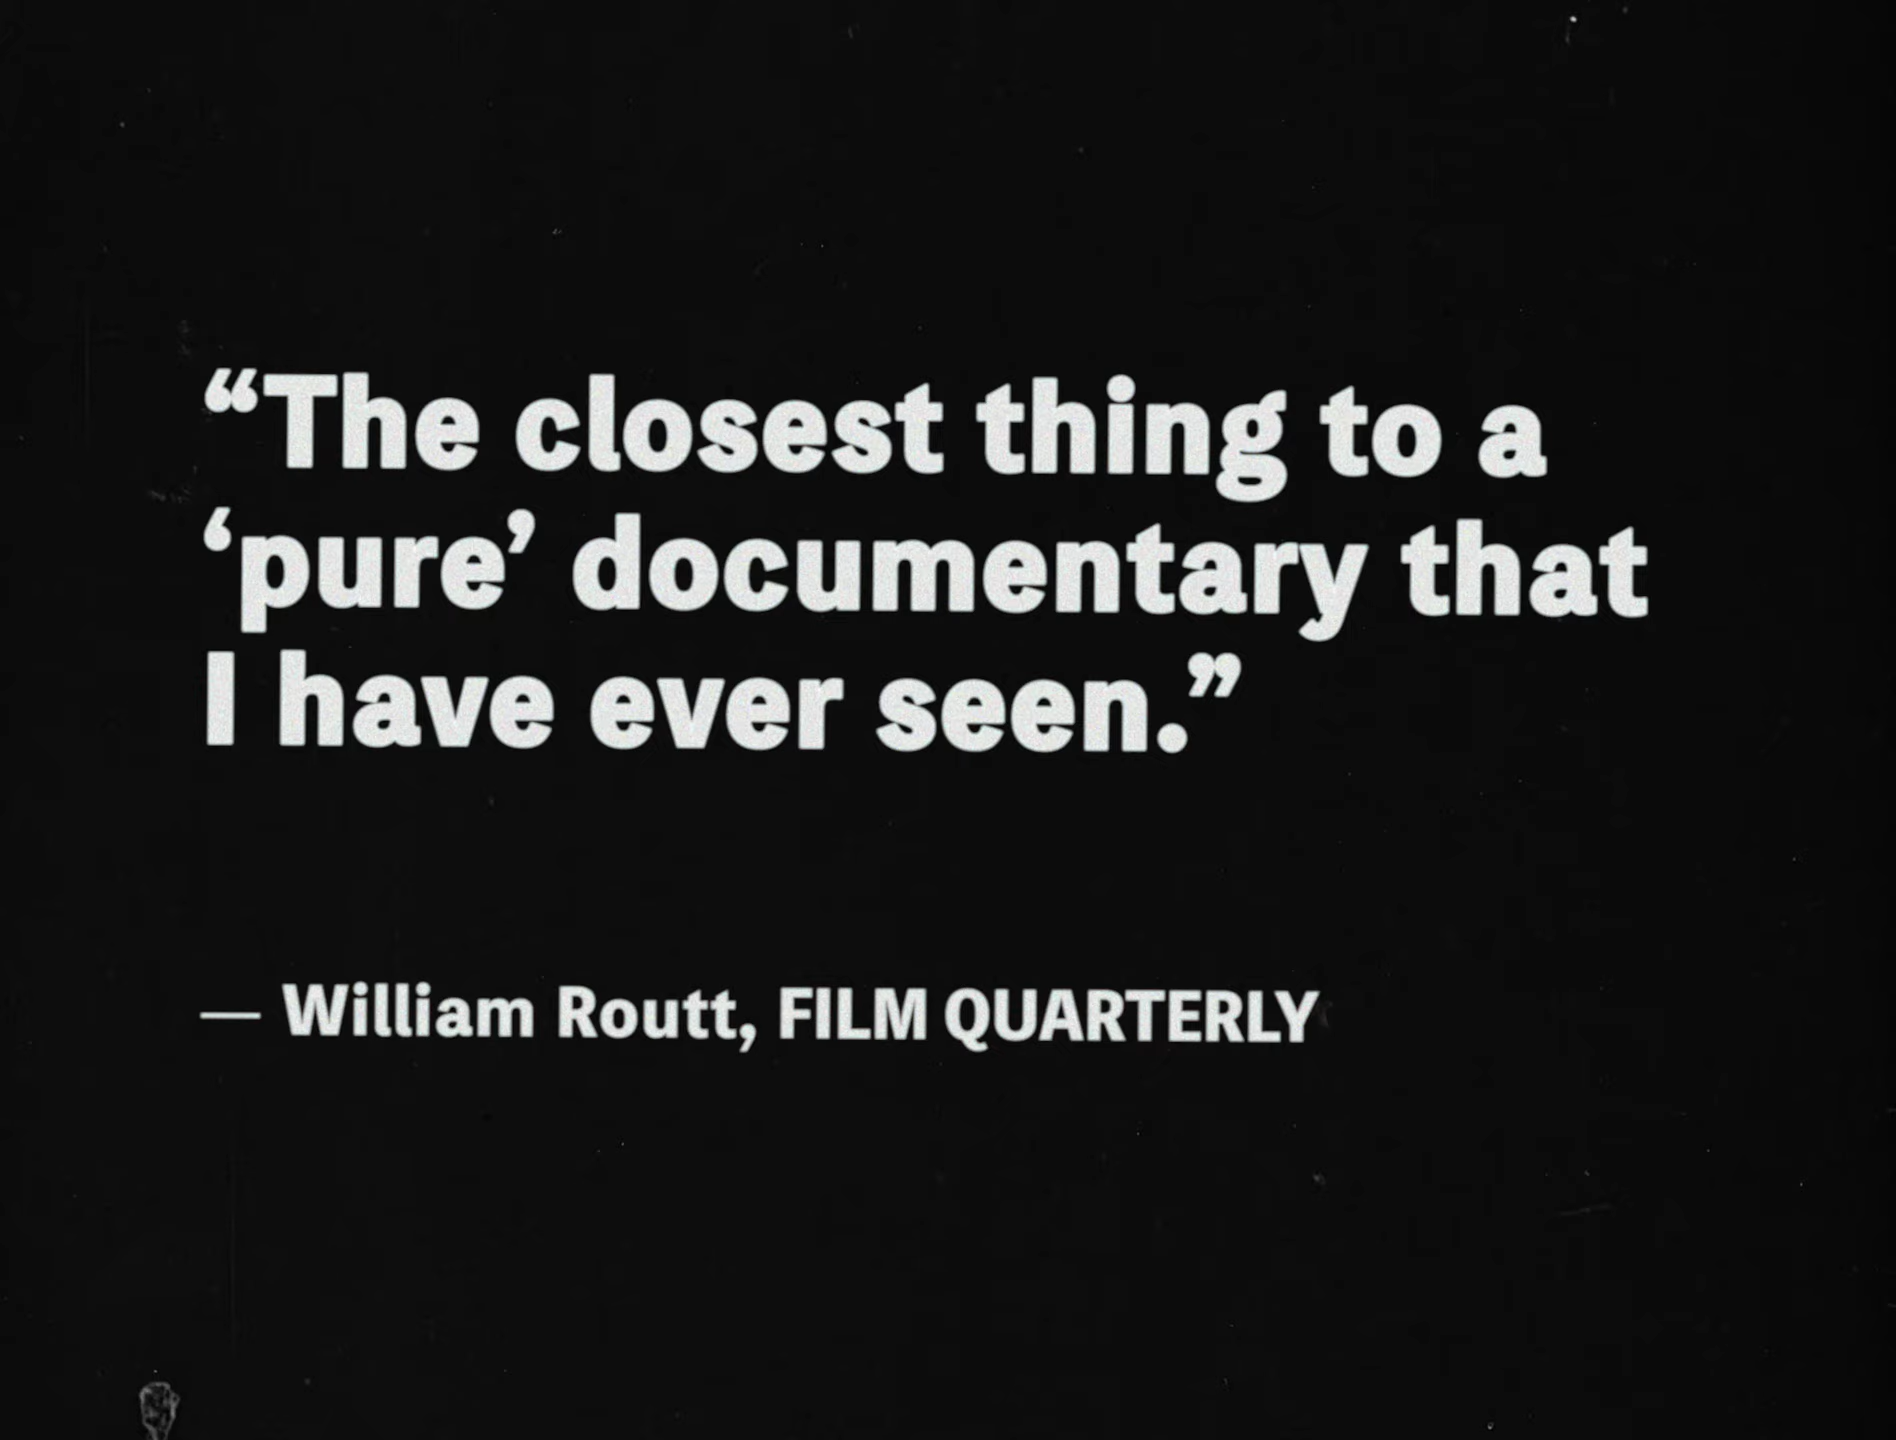 “The closest thing to a
‘pure’ documentary that
I have ever seen.”
— William Routt, FILM QUARTERLY